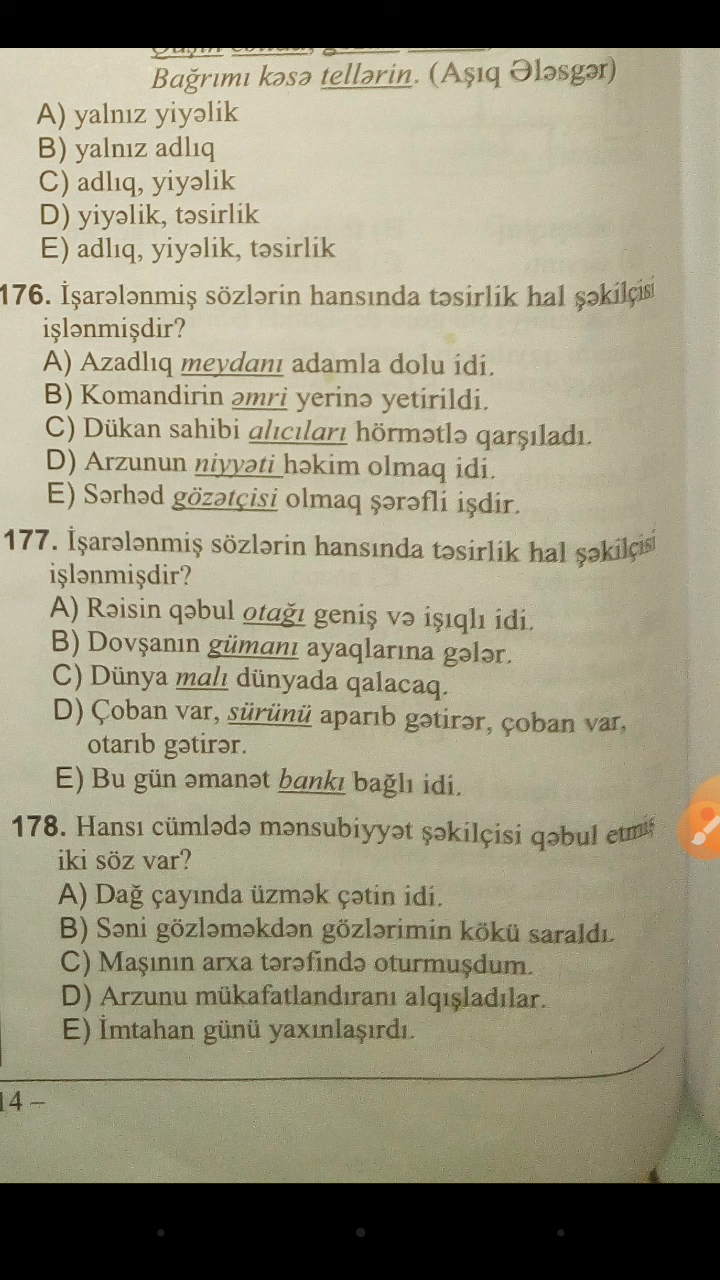 Bağrımı kəsə tellərin. (Aşıq Ələsgər)
A) yalnız yiyəlik
B) yalnız adlıq
C) adlıq, yiyəlik
D) yiyəlik, təsirlik
E) adlıq, yiyəlik, təsirlik
176. İşarələnmiş sözlərin hansında təsirlik hal şəkilçisi
işlənmişdir?
A) Azadlıq meydanı adamla dolu idi.
B) Komandirin əmri yerinə yetirildi.
C) Dükan sahibi alıcıları hörmətlə qarşıladı.
D) Arzunun niyyəti həkim olmaq idi.
E) Sərhəd gözətçisi olmaq şərəfli işdir.
177. İşarələnmiş sözlərin hansında təsirlik hal şəkilçisi
işlənmişdir?
A) Rəisin qəbul otağı geniş və işıqlı idi.
B) Dovşanın gümanı ayaqlarına gələr.
C) Dünya malı dünyada qalacaq.
D) Çoban var, sürünü aparıb gətirər, çoban var,
otarıb gətirər.
E) Bu gün əmanət bankı bağlı idi.
178. Hansı cümlədə mənsubiyyət şəkilçisi qəbul etmiş
iki söz var?
A) Dağ çayında üzmək çətin idi.
B) Səni gözləməkdən gözlərimin kökü saraldı.
C) Maşının arxa tərəfində oturmuşdum.
D) Arzunu mükafatlandıranı alqışladılar.
E) İmtahan günü yaxınlaşırdı.
14 –